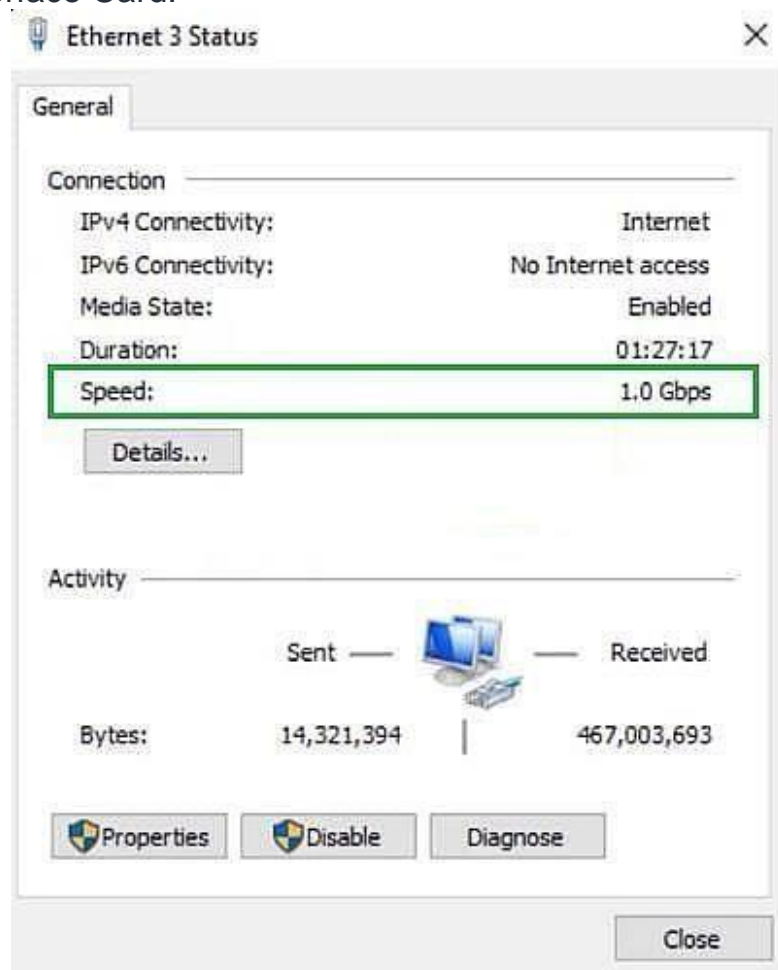 Card.
Ethernet 3 Status
General
Connection
IPv4 Connectivity: Internet
IPv6 Connectivity: No Internet access
Media State: Enabled
Duration: 01:27:17
Speed: 1.0 Gbps
Details...
Activity
Sent — — Received
Bytes: 14,321,394 | 467,003,693
Properties Disable Diagnose
Close